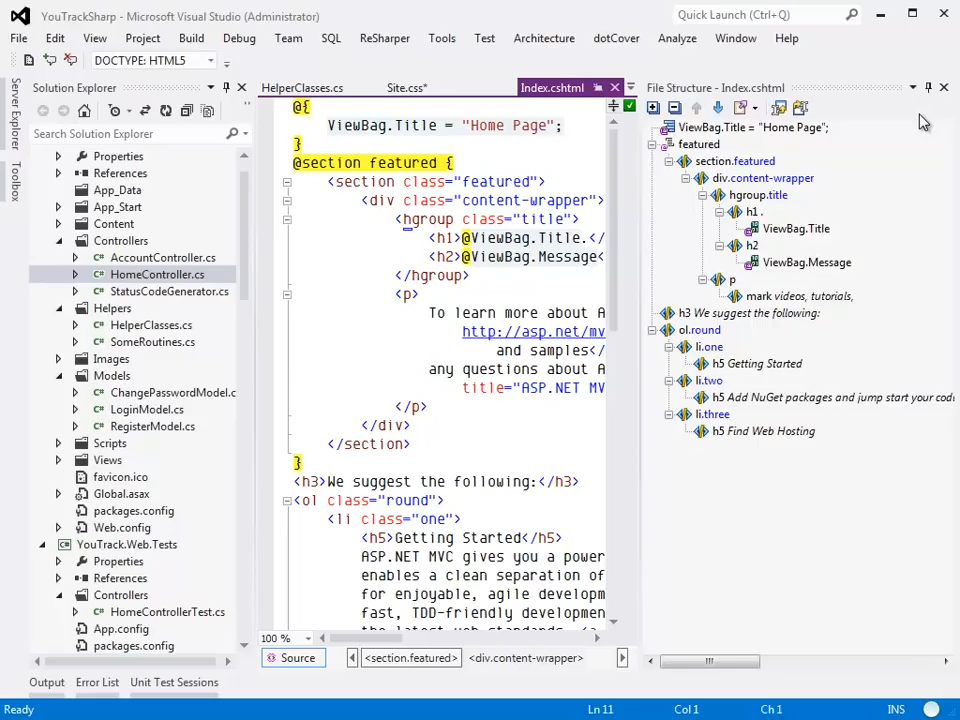 YouTrackSharp - Microsoft Visual Studio (Administrator)
Quick Launch (Ctrl+Q)
File Edit View Project Build Debug Team SQL ReSharper Tools Test Architecture dotCover Analyze Window Help
DOCTYPE: HTML5
Server Explorer
Toolbox
Solution Explorer
Search Solution Explorer
Properties
References
App_Data
App_Start
Content
Controllers
AccountController.cs
HomeController.cs
StatusCodeGenerator.cs
Helpers
HelperClasses.cs
SomeRoutines.cs
Images
Models
ChangePasswordModel.c
LoginModel.cs
RegisterModel.cs
Scripts
Views
favicon.ico
Global.asax
packages.config
Web.config
YouTrack.Web.Tests
Properties
References
Controllers
HomeControllerTest.cs
App.config
packages.config
HelperClasses.cs Site.css* Index.cshtml
@{
ViewBag.Title = "Home Page";
}
@section featured {
<section class="featured">
<div class="content-wrapper">
<hgroup class="title">
<h1>@ViewBag.Title.</
<h2>@ViewBag.Message<
</hgroup>
<p>
To learn more about A
http://asp.net/mv
and samples</
any questions about A
title="ASP.NET MV
</p>
</div>
</section>
}
<h3>We suggest the following:</h3>
<ol class="round">
<li class="one">
<h5>Getting Started</h5>
ASP.NET MVC gives you a power
enables a clean separation of
for enjoyable, agile developm
fast, TDD-friendly developmen
the latest web standards.
100 %
Source <section.featured> <div.content-wrapper>
File Structure - Index.cshtml
ViewBag.Title = "Home Page";
featured
section.featured
div.content-wrapper
hgroup.title
h1 .
ViewBag.Title
h2
ViewBag.Message
p
mark videos, tutorials,
h3 We suggest the following:
ol.round
li.one
h5 Getting Started
li.two
h5 Add NuGet packages and jump start your codi
li.three
h5 Find Web Hosting
Output Error List Unit Test Sessions
Ready Ln 11 Col 1 Ch 1 INS